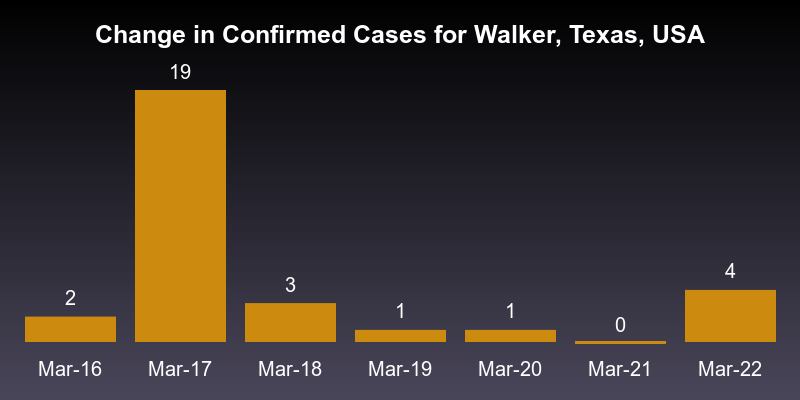 Change in Confirmed Cases for Walker, Texas, USA
2 19 3 1 1 0 4
Mar-16 Mar-17 Mar-18 Mar-19 Mar-20 Mar-21 Mar-22